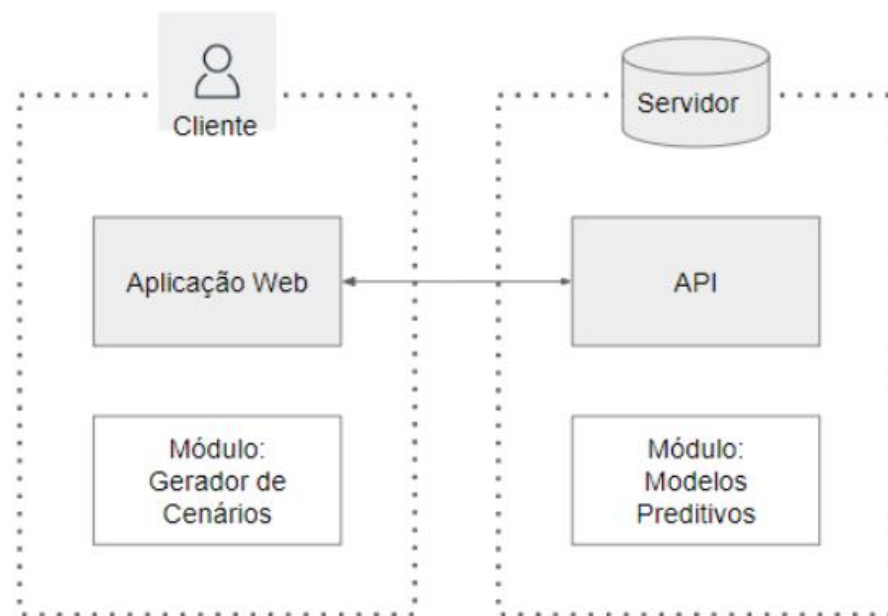 Cliente
Servidor
Aplicação Web
API
Módulo:
Gerador de
Cenários
Módulo:
Modelos
Preditivos